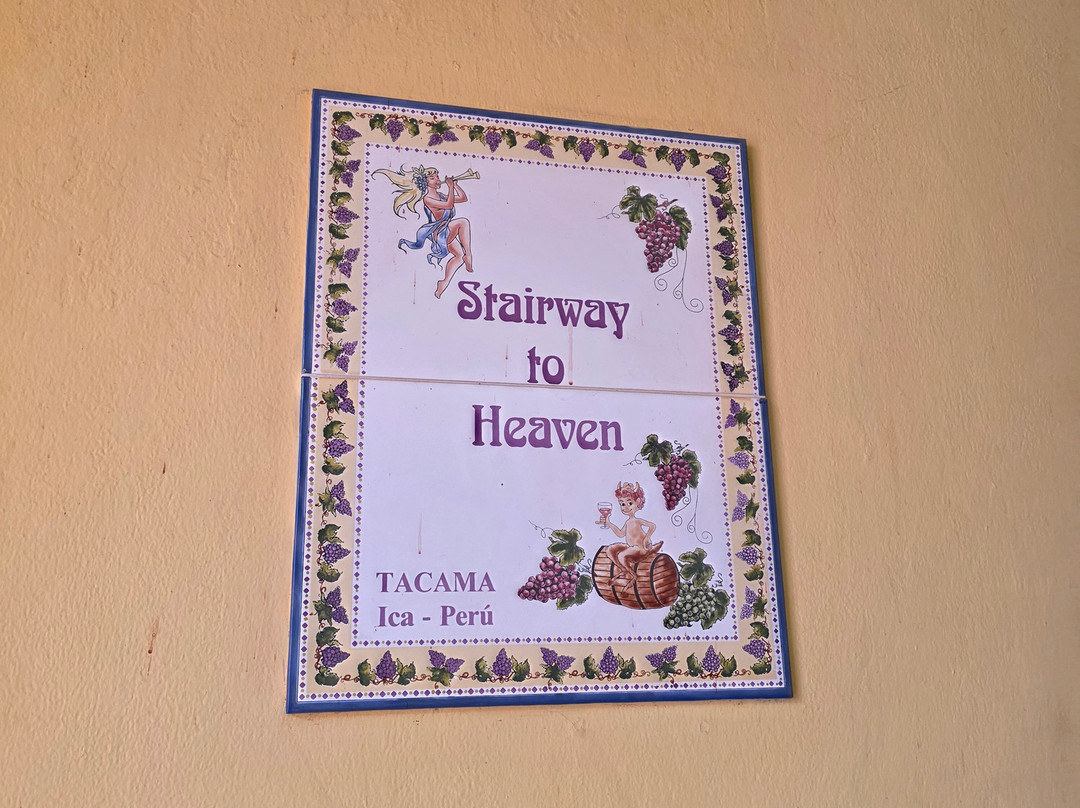 Stairway
to
Heaven
TACAMA
Ica - Perú